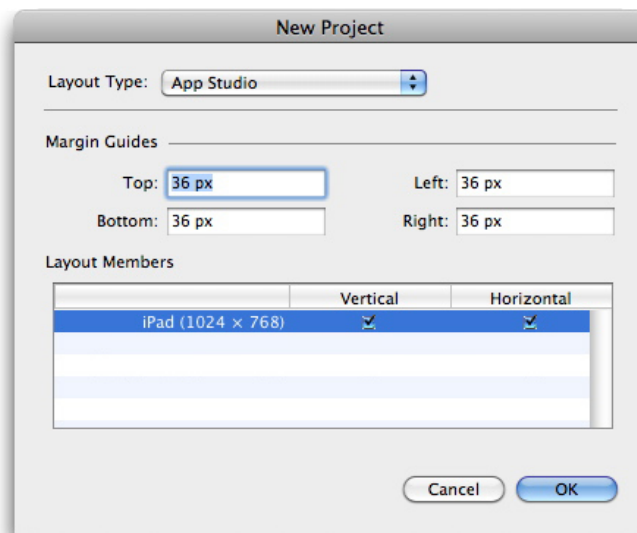 New Project
Layout Type: App Studio
Margin Guides
Top: 36 px Left: 36 px
Bottom: 36 px Right: 36 px
Layout Members
Vertical Horizontal
iPad (1024 × 768)
Cancel OK